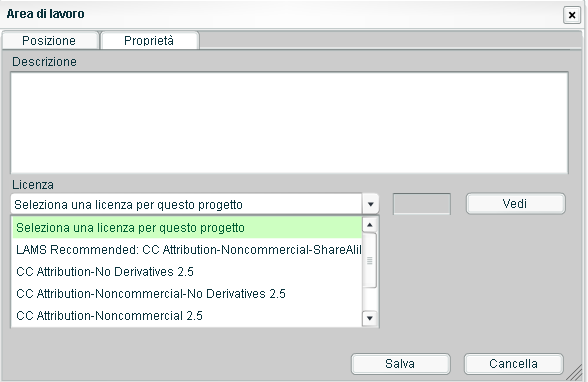 Area di lavoro
Posizione Proprietà
Descrizione
Licenza
Seleziona una licenza per questo progetto Vedi
Seleziona una licenza per questo progetto
LAMS Recommended: CC Attribution-Noncommercial-ShareAlil
CC Attribution-No Derivatives 2.5
CC Attribution-Noncommercial-No Derivatives 2.5
CC Attribution-Noncommercial 2.5
Salva Cancella